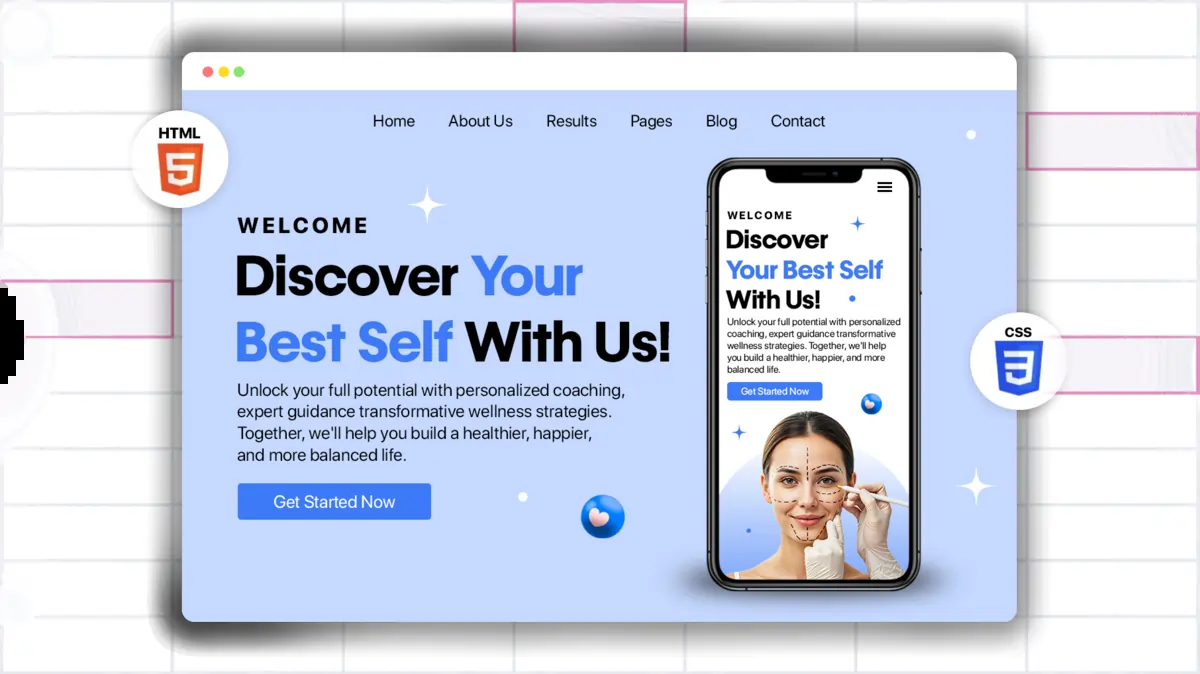 HTML
5
Home About Us Results Pages Blog Contact
WELCOME
Discover Your
Best Self With Us!
Unlock your full potential with personalized coaching,
expert guidance transformative wellness strategies.
Together, we'll help you build a healthier, happier,
and more balanced life.
Get Started Now
WELCOME
Discover
Your Best Self
With Us!
Unlock your full potential with personalized
coaching, expert guidance transformative
wellness strategies. Together, we'll help
you build a healthier, happier, and more
balanced life.
Get Started Now
CSS
3